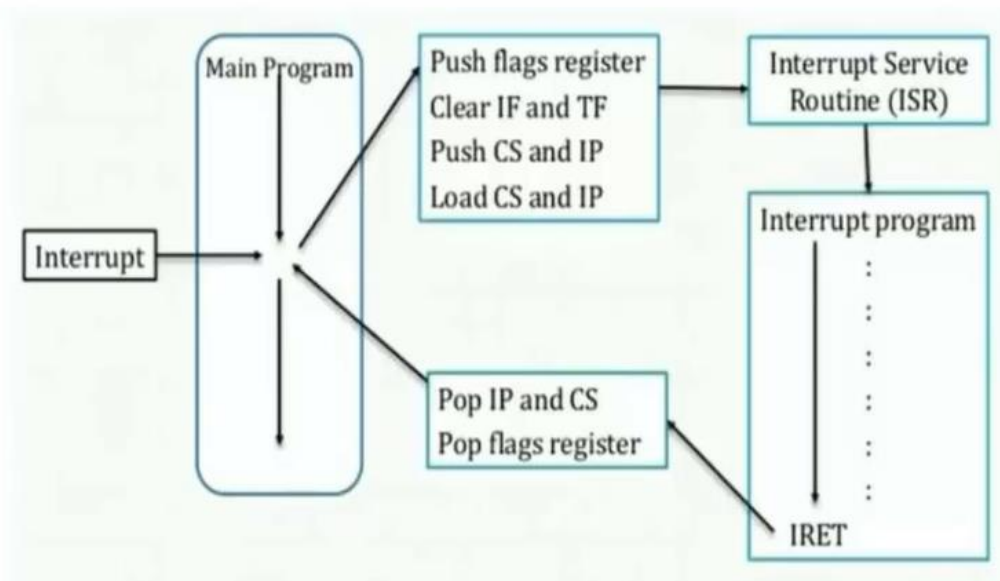 Main Program
Interrupt
Push flags register
Clear IF and TF
Push CS and IP
Load CS and IP
Interrupt Service
Routine (ISR)
Interrupt program
:
:
:
:
:
:
IRET
Pop IP and CS
Pop flags register